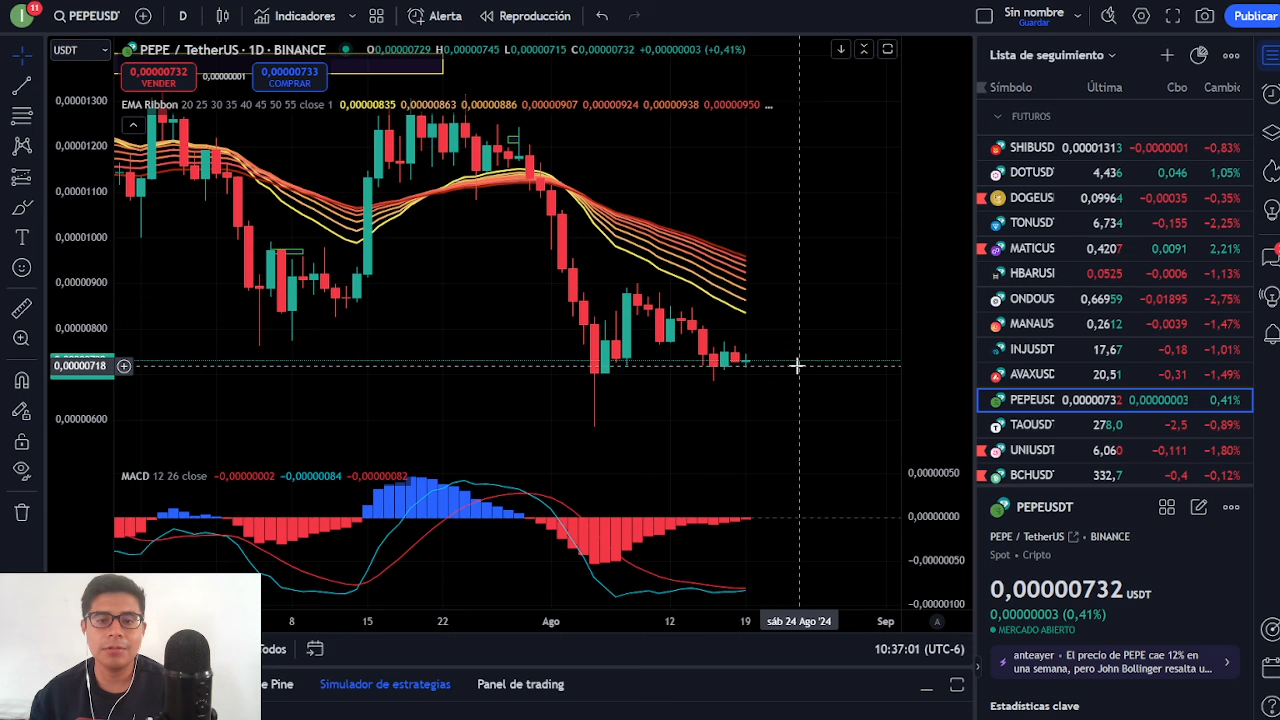 11
PEPEUSDT
D
Indicadores
Alerta
Reproducción
Sin nombre
Guardar
Publicar
USDT
PEPE / TetherUS · 1D · BINANCE
O0,00000729 H0,00000745 L0,00000715 C0,00000732 +0,00000003 (+0,41%)
0,00000732
VENDER
0,00000001
0,00000733
COMPRAR
EMA Ribbon 20 25 30 35 40 45 50 55 close 1 0,00000835 0,00000863 0,00000886 0,00000907 0,00000924 0,00000938 0,00000950 ...
0,00001300
0,00001200
0,00001100
0,00001000
0,00000900
0,00000800
0,00000718
0,00000600
MACD 12 26 close −0,00000002 −0,00000084 −0,00000082
0,00000050
0,00000000
−0,00000050
−0,00000100
8 15 22 Ago 12 19 sáb 24 Ago '24 Sep
A
Todos
10:37:01 (UTC-6)
e Pine
Simulador de estrategias
Panel de trading
Lista de seguimiento
Símbolo Última Cbo Cambic
FUTUROS
SHIBUSD 0,00001313 −0,0000001 −0,83%
DOTUSD 4,436 0,046 1,05%
DOGEUS 0,09964 −0,00035 −0,35%
TONUSD 6,734 −0,155 −2,25%
MATICUS 0,4207 0,0091 2,21%
HBARUSI 0,0525 −0,0006 −1,13%
ONDOUS 0,66959 −0,01895 −2,75%
MANAUS 0,2612 −0,0039 −1,47%
INJUSDT 17,67 −0,18 −1,01%
AVAXUSD 20,51 −0,31 −1,49%
PEPEUSD 0,00000732 0,00000003 0,41%
TAOUSDT 278,0 −2,5 −0,89%
UNIUSDT 6,060 −0,111 −1,80%
BCHUSD 332,7 −0,4 −0,12%
PEPEUSDT
PEPE / TetherUS • BINANCE
Spot • Cripto
0,00000732 USDT
0,00000003 (0,41%)
MERCADO ABIERTO
anteayer • El precio de PEPE cae 12% en
una semana, pero John Bollinger resalta u...
Estadísticas clave